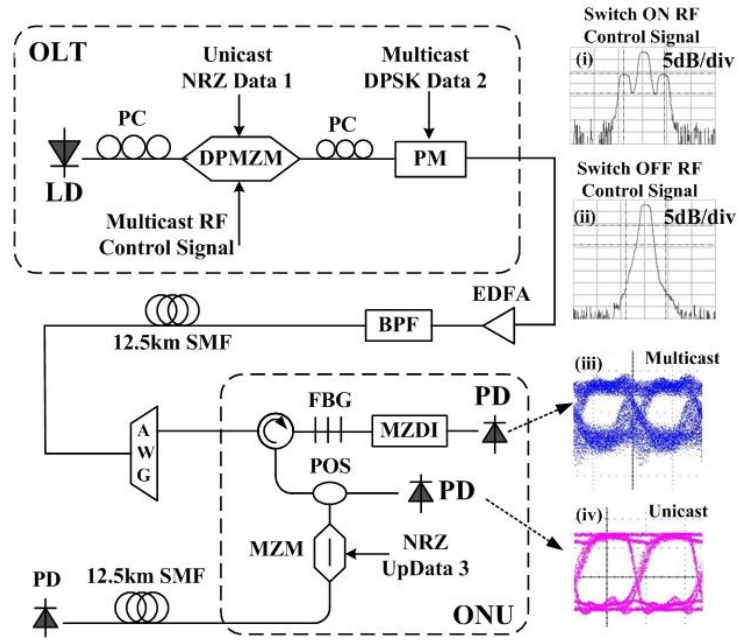 OLT
Unicast
NRZ Data 1
Multicast
DPSK Data 2
PC
PC
LD
DPMZM
PM
Multicast RF
Control Signal
Switch ON RF
Control Signal
(i)
5dB/div
Switch OFF RF
Control Signal
(ii)
5dB/div
12.5km SMF
BPF
EDFA
AWG
FBG
MZDI
PD
POS
PD
MZM
NRZ
UpData 3
PD
12.5km SMF
ONU
(iii)
Multicast
(iv)
Unicast